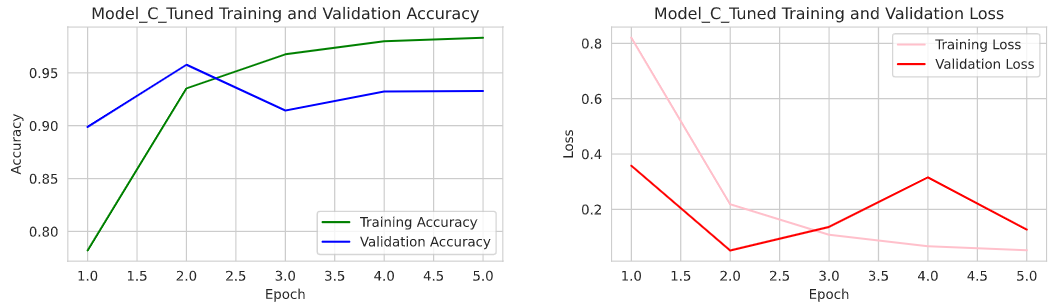 Model_C_Tuned Training and Validation Accuracy
Accuracy
0.95
0.90
0.85
0.80
Training Accuracy
Validation Accuracy
1.0 1.5 2.0 2.5 3.0 3.5 4.0 4.5 5.0
Epoch
Model_C_Tuned Training and Validation Loss
Loss
0.8
0.6
0.4
0.2
Training Loss
Validation Loss
1.0 1.5 2.0 2.5 3.0 3.5 4.0 4.5 5.0
Epoch